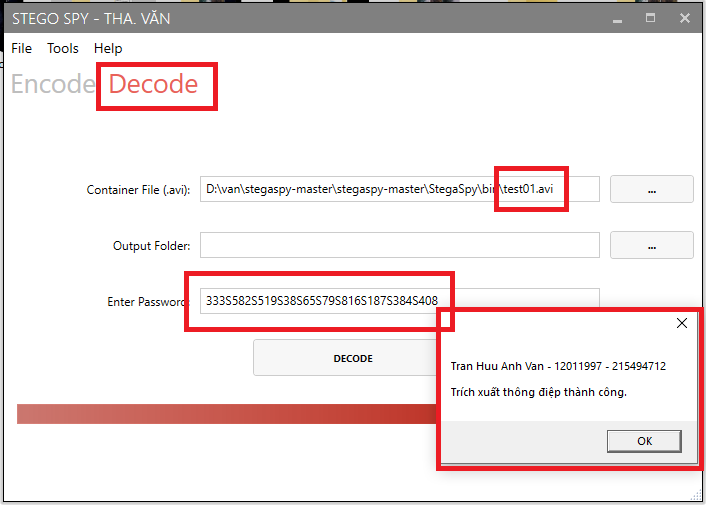 STEGO SPY - THA. VĂN
File Tools Help
Encode Decode
Container File (.avi): D:\van\stegaspy-master\stegaspy-master\StegaSpy\bin\test01.avi ...
Output Folder: ...
Enter Password: 333S582S519S38S65S79S816S187S384S408
DECODE
Tran Huu Anh Van - 12011997 - 215494712
Trích xuất thông điệp thành công.
OK